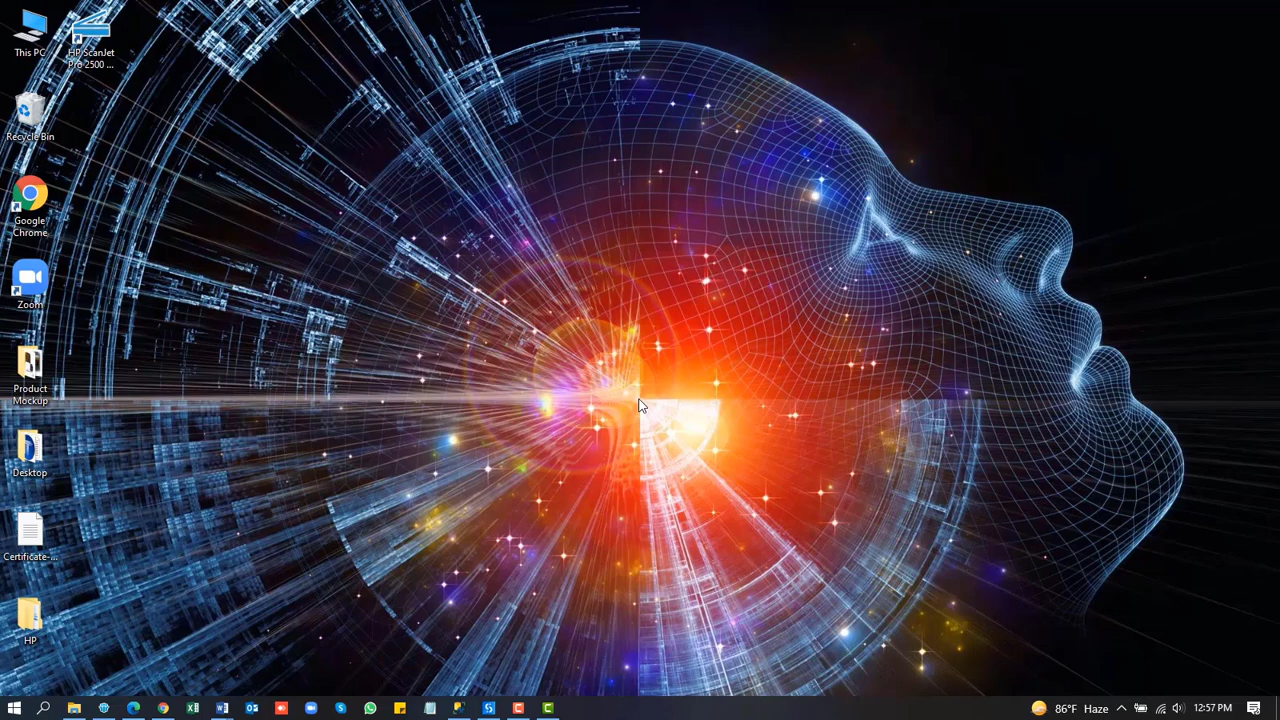 This PC
HP ScanJet
Pro 2500 ...
Recycle Bin
Google
Chrome
Zoom
Product
Mockup
Desktop
Certificate-...
HP
86°F Haze
12:57 PM